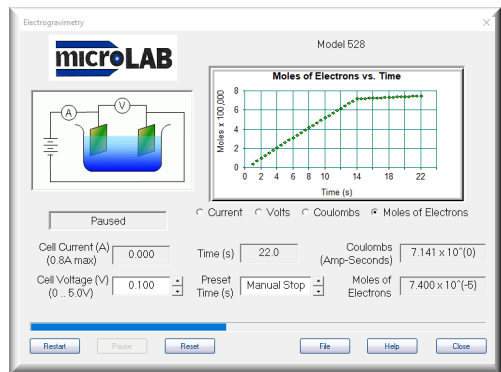 Electrogravimetry
microLAB
Model 528
Moles of Electrons vs. Time
Moles x 100,000
8
6
4
2
0
0 2 4 6 8 10 14 18 22
Time (s)
A
V
Current Volts Coulombs Moles of Electrons
Paused
Cell Current (A)
(0.8A max)
0.000
Time (s)
22.0
Coulombs
(Amp-Seconds)
7.141 x 10^(0)
Cell Voltage (V)
(0 .. 5.0V)
0.100
Preset
Time (s)
Manual Stop
Moles of
Electrons
7.400 x 10^(-5)
Restart Pause Reset File Help Close